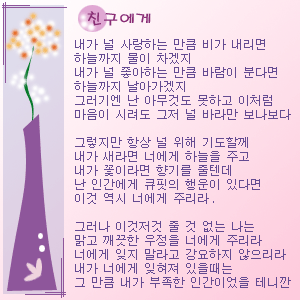 친구에게
내가 널 사랑하는 만큼 비가 내리면
하늘까지 물이 차겠지
내가 널 좋아하는 만큼 바람이 분다면
하늘까지 날아가겠지
그러기엔 난 아무것도 못하고 이처럼
마음이 시려도 그저 널 바라만 보나보다
그렇지만 항상 널 위해 기도할께
내가 새라면 너에게 하늘을 주고
내가 꽃이라면 향기를 줄텐데
난 인간에게 큐핏의 행운이 있다면
이것 역시 너에게 주리라.
그러나 이것저것 줄 것 없는 나는
맑고 깨끗한 우정을 너에게 주리라
너에게 잊지 말라고 강요하지 않으리라
내가 너에게 잊혀져 있을때는
그 만큼 내가 부족한 인간이었을 테니깐